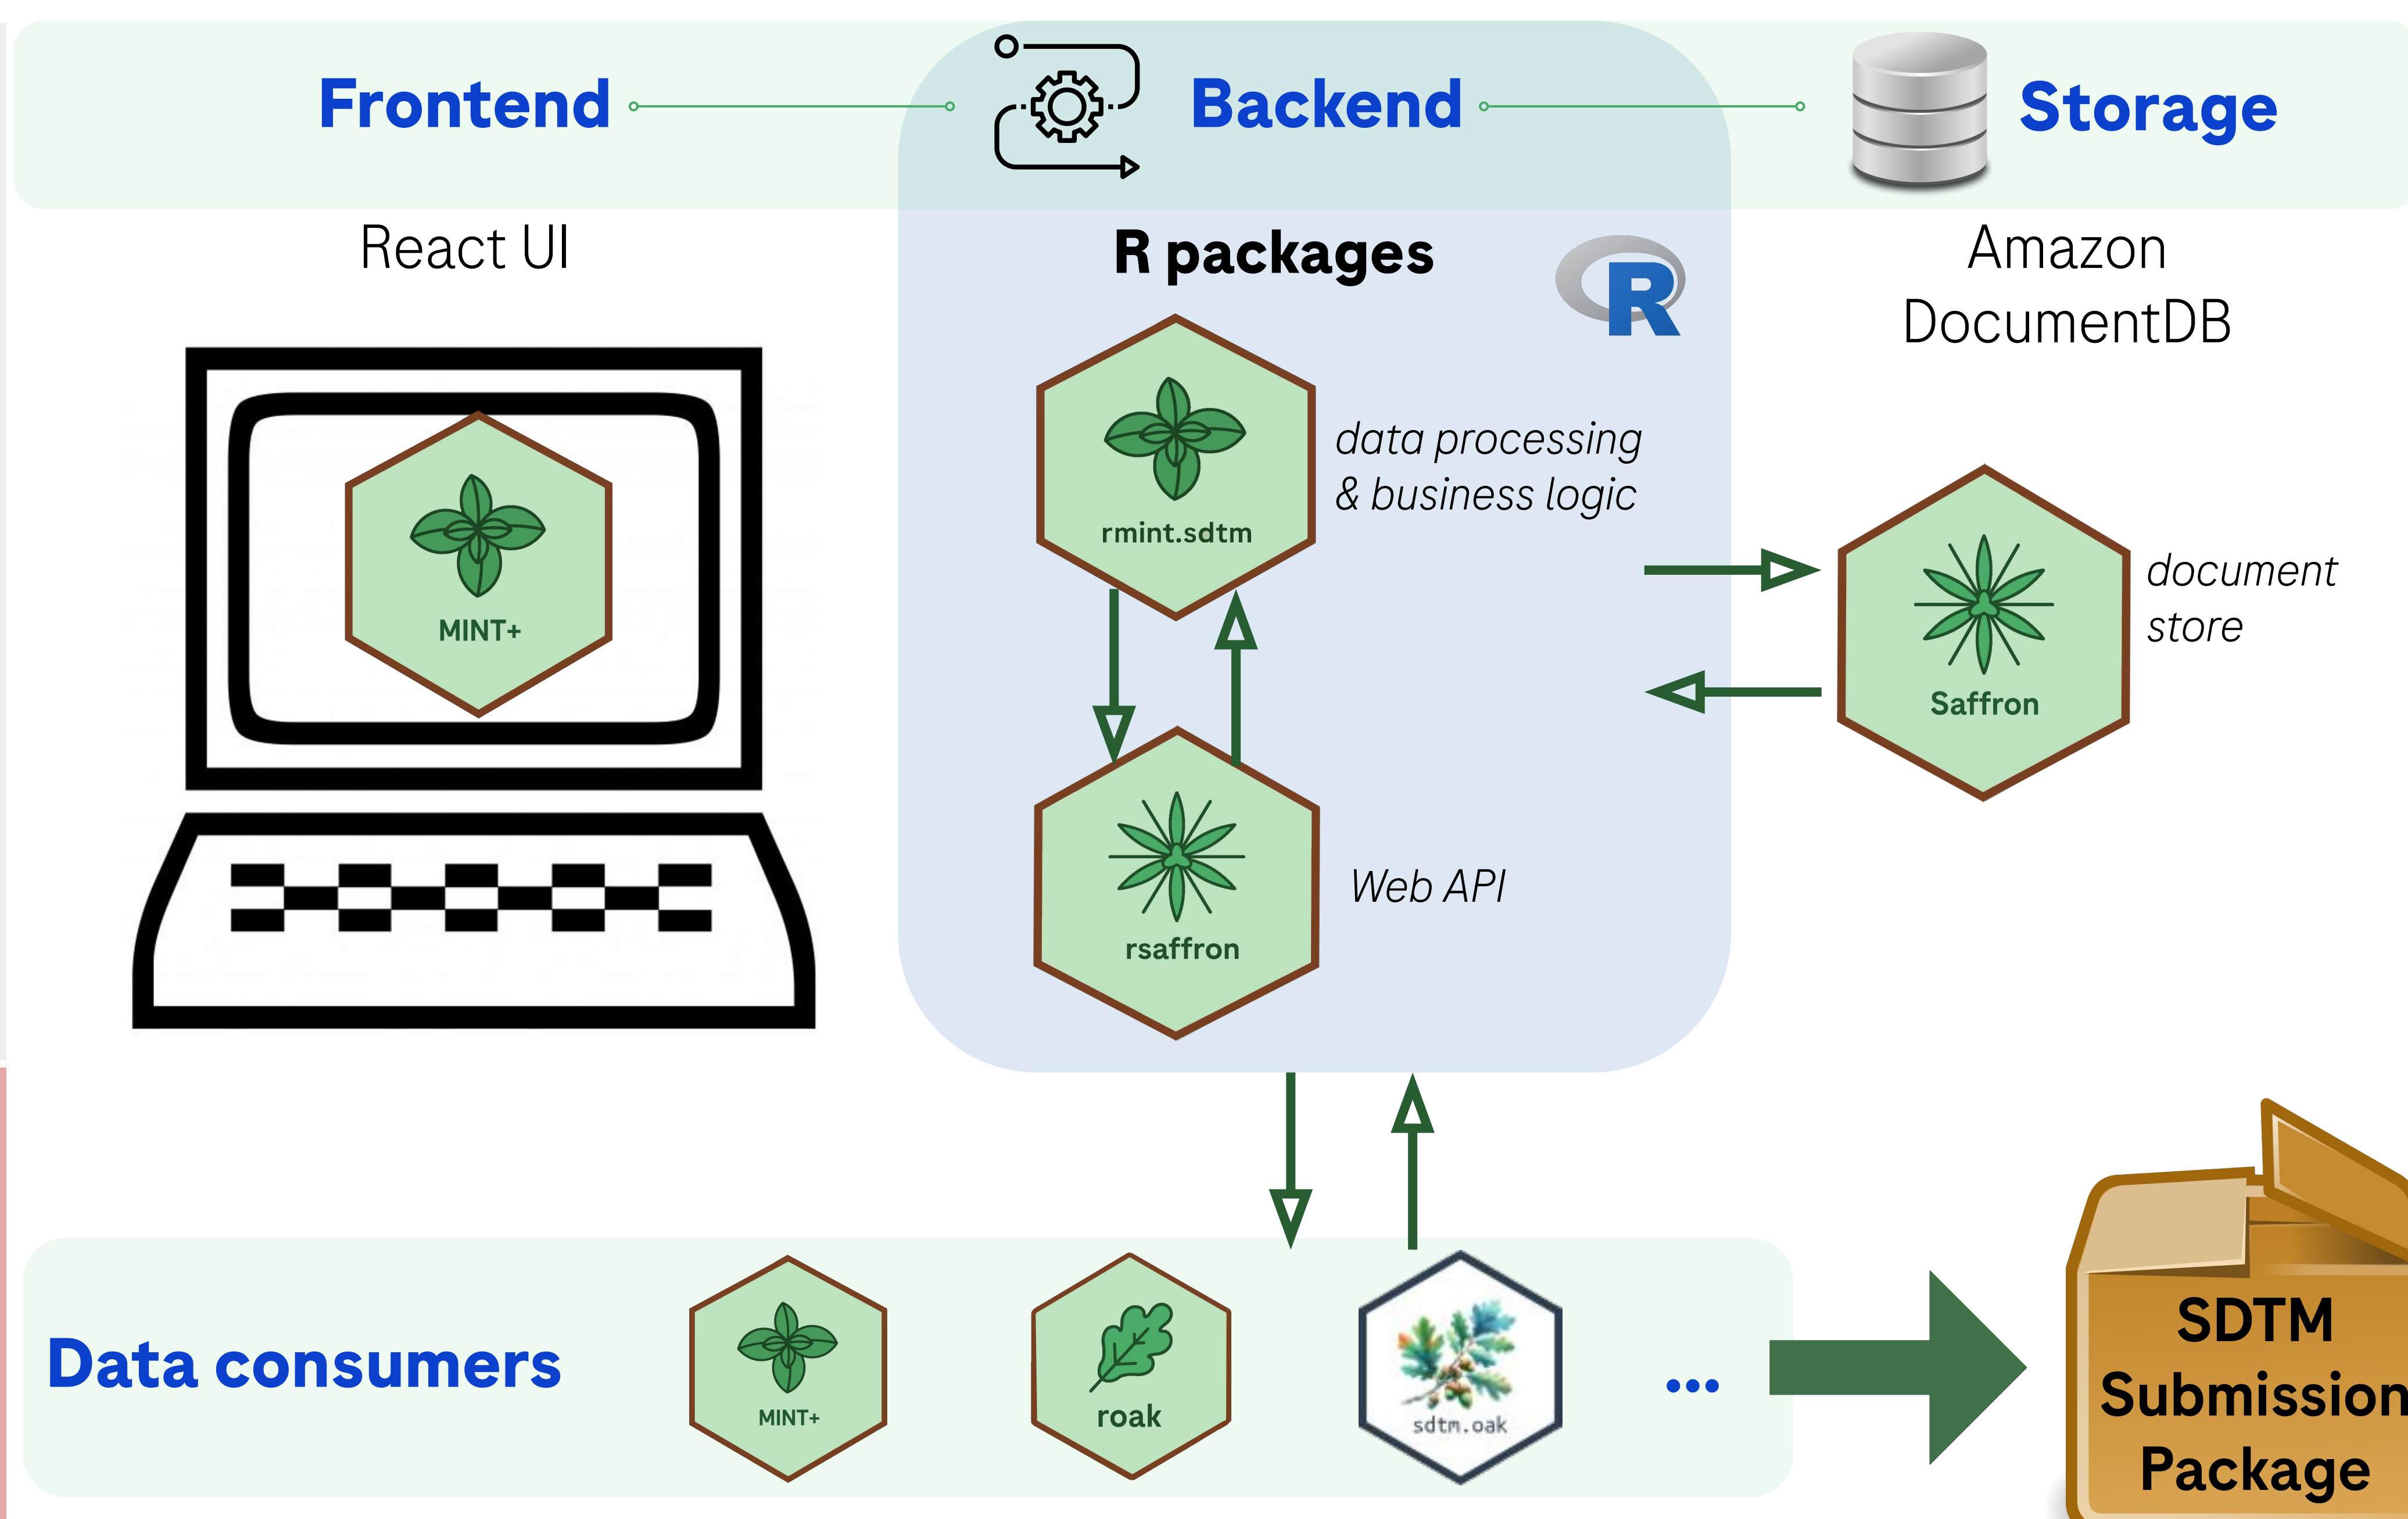 Frontend
Backend
Storage
React UI
R packages
R
Amazon
DocumentDB
MINT+
rmint.sdtm
data processing
& business logic
Saffron
document
store
rsaffron
Web API
Data consumers
MINT+
roak
sdtm.oak
...
SDTM
Submission
Package